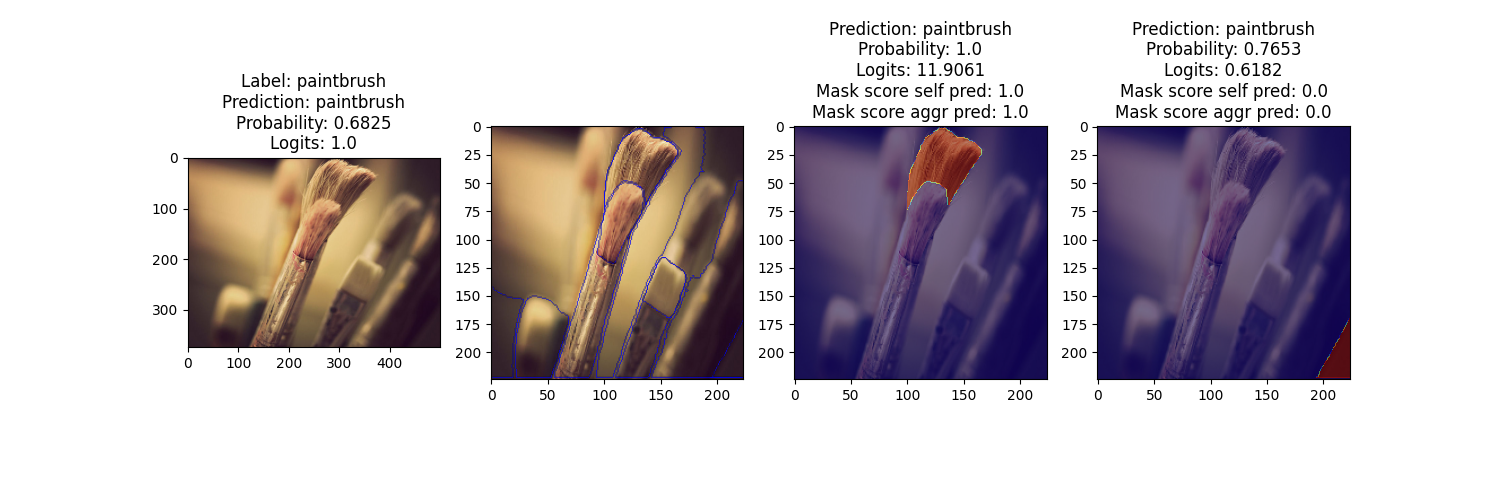 Label: paintbrush
Prediction: paintbrush
Probability: 0.6825
Logits: 1.0
0
100
200
300
0 100 200 300 400
0
25
50
75
100
125
150
175
200
0 50 100 150 200
Prediction: paintbrush
Probability: 1.0
Logits: 11.9061
Mask score self pred: 1.0
Mask score aggr pred: 1.0
0
25
50
75
100
125
150
175
200
0 50 100 150 200
Prediction: paintbrush
Probability: 0.7653
Logits: 0.6182
Mask score self pred: 0.0
Mask score aggr pred: 0.0
0
25
50
75
100
125
150
175
200
0 50 100 150 200